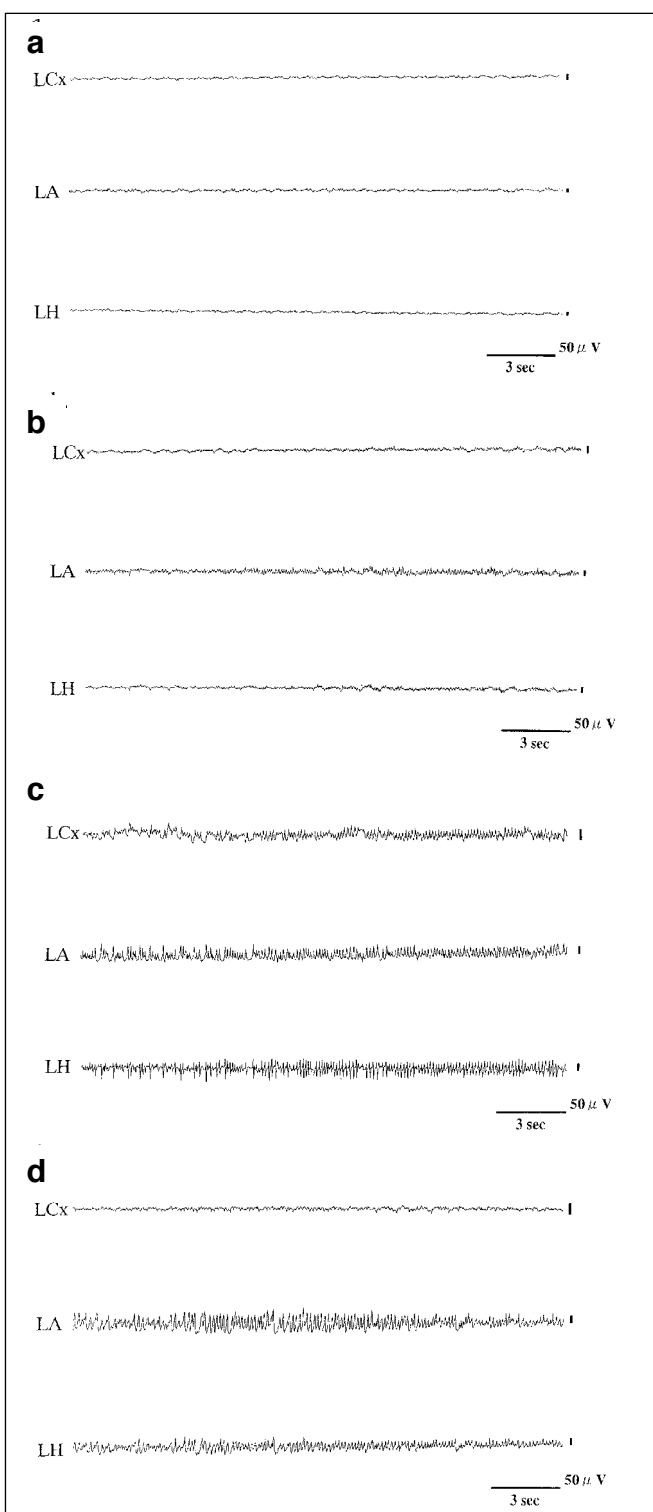 a
LCx
LA
LH
50 μ V
3 sec
b
LCx
LA
LH
50 μ V
3 sec
c
LCx
LA
LH
50 μ V
3 sec
d
LCx
LA
LH
50 μ V
3 sec